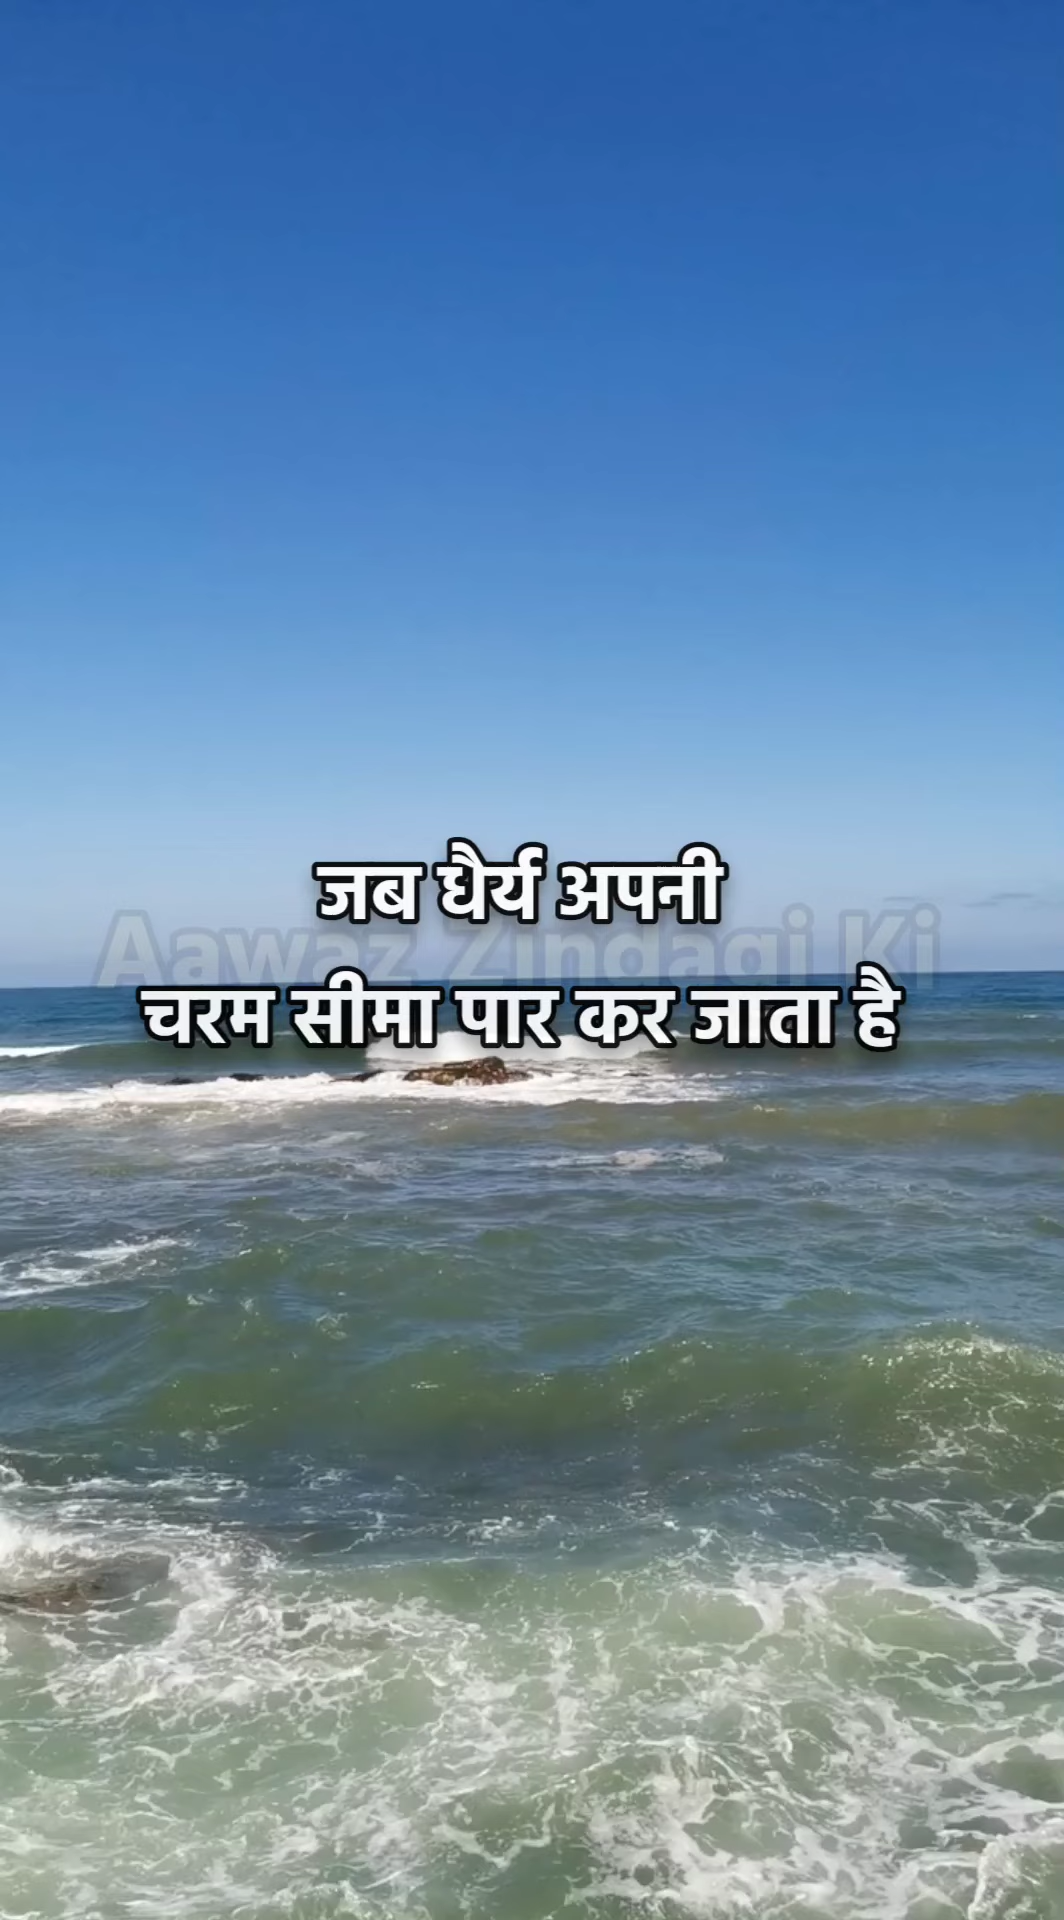 जब धैर्य अपनी
Aawaz Zindagi Ki
चरम सीमा पार कर जाता है